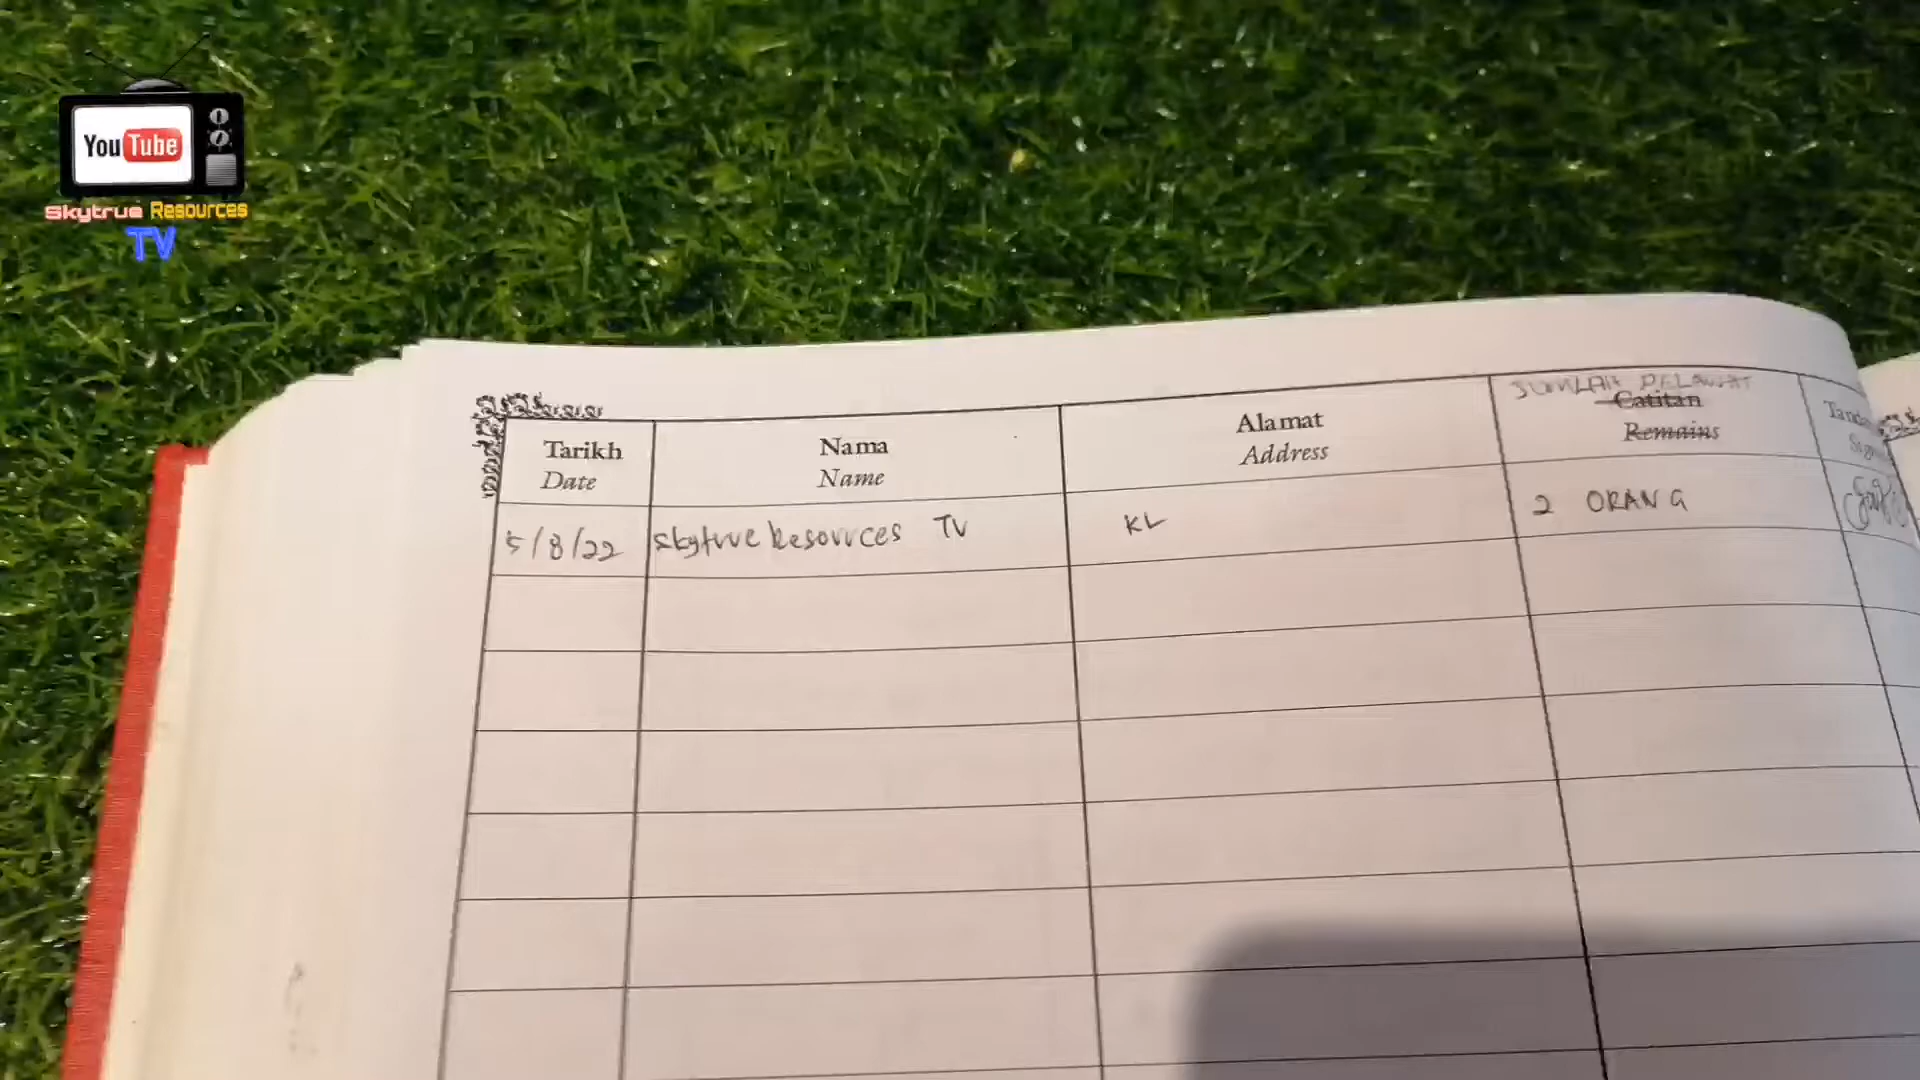 YouTube
Skytrue Resources
TV
JUMLAH PELAWAT
Tarikh
Date
Nama
Name
Alamat
Address
Catitan
Remains
5/8/22 Skytrue Resources TV KL 2 ORANG